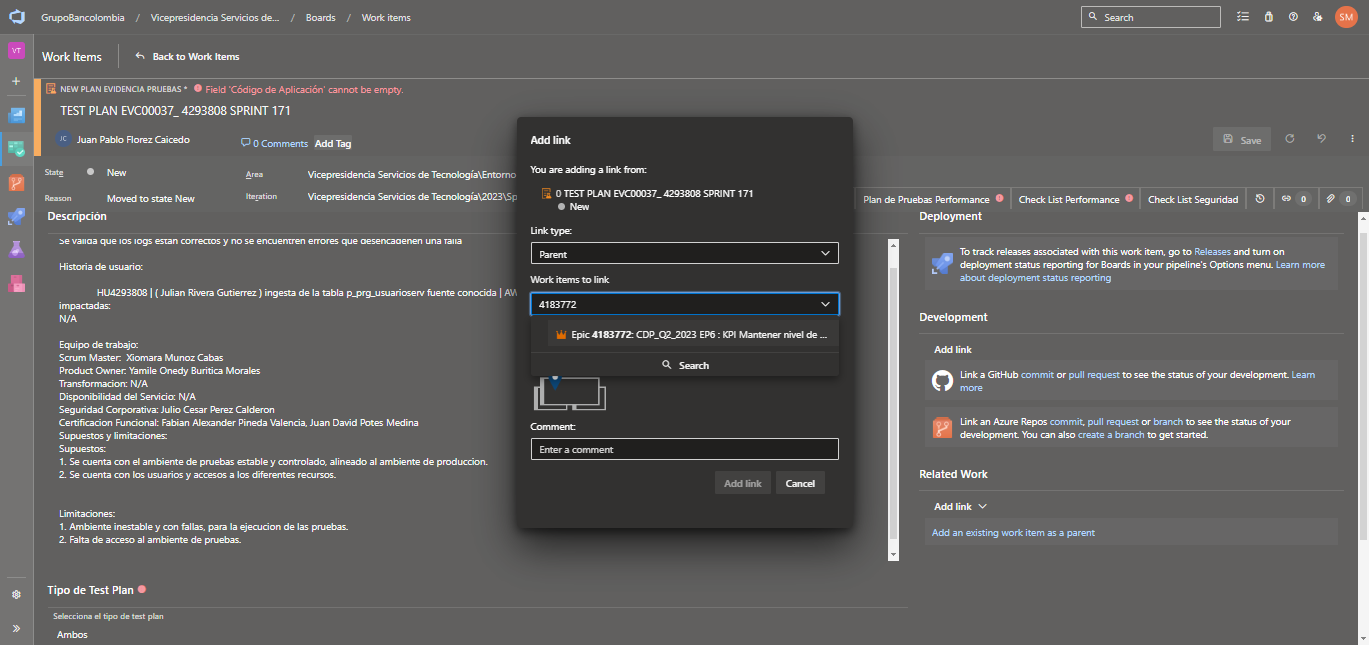 GrupoBancolombia / Vicepresidencia Servicios de... / Boards / Work items
Search
SM
VT
Work Items
Back to Work Items
NEW PLAN EVIDENCIA PRUEBAS * Field 'Código de Aplicación' cannot be empty.
TEST PLAN EVC00037_ 4293808 SPRINT 171
JC Juan Pablo Florez Caicedo
0 Comments
Add Tag
Save
State
New
Area
Vicepresidencia Servicios de Tecnología\Entorno
Reason
Moved to state New
Iteration
Vicepresidencia Servicios de Tecnología\2023\Sp
Plan de Pruebas Performance
Check List Performance
Check List Seguridad
0
0
Descripción
Se valida que los logs estan correctos y no se encuentren errores que desencadenen una falla
Historia de usuario:
HU4293808 | ( Julian Rivera Gutierrez ) ingesta de la tabla p_prg_usuarioserv fuente conocida | AW
impactadas:
N/A
Equipo de trabajo:
Scrum Master: Xiomara Munoz Cabas
Product Owner: Yamile Onedy Buritica Morales
Transformacion: N/A
Disponibilidad del Servicio: N/A
Seguridad Corporativa: Julio Cesar Perez Calderon
Certificacion Funcional: Fabian Alexander Pineda Valencia, Juan David Potes Medina
Supuestos y limitaciones:
Supuestos:
1. Se cuenta con el ambiente de pruebas estable y controlado, alineado al ambiente de produccion.
2. Se cuenta con los usuarios y accesos a los diferentes recursos.
Limitaciones:
1. Ambiente inestable y con fallas, para la ejecucion de las pruebas.
2. Falta de acceso al ambiente de pruebas.
Tipo de Test Plan
Selecciona el tipo de test plan
Ambos
Add link
You are adding a link from:
0 TEST PLAN EVC00037_ 4293808 SPRINT 171
New
Link type:
Parent
Work items to link
4183772
Epic 4183772: CDP_Q2_2023 EP6 : KPI Mantener nivel de ...
Search
Comment:
Enter a comment
Add link
Cancel
Deployment
To track releases associated with this work item, go to Releases and turn on
deployment status reporting for Boards in your pipeline's Options menu. Learn more
about deployment status reporting
Development
Add link
Link a GitHub commit or pull request to see the status of your development. Learn
more
Link an Azure Repos commit, pull request or branch to see the status of your
development. You can also create a branch to get started.
Related Work
Add link
Add an existing work item as a parent